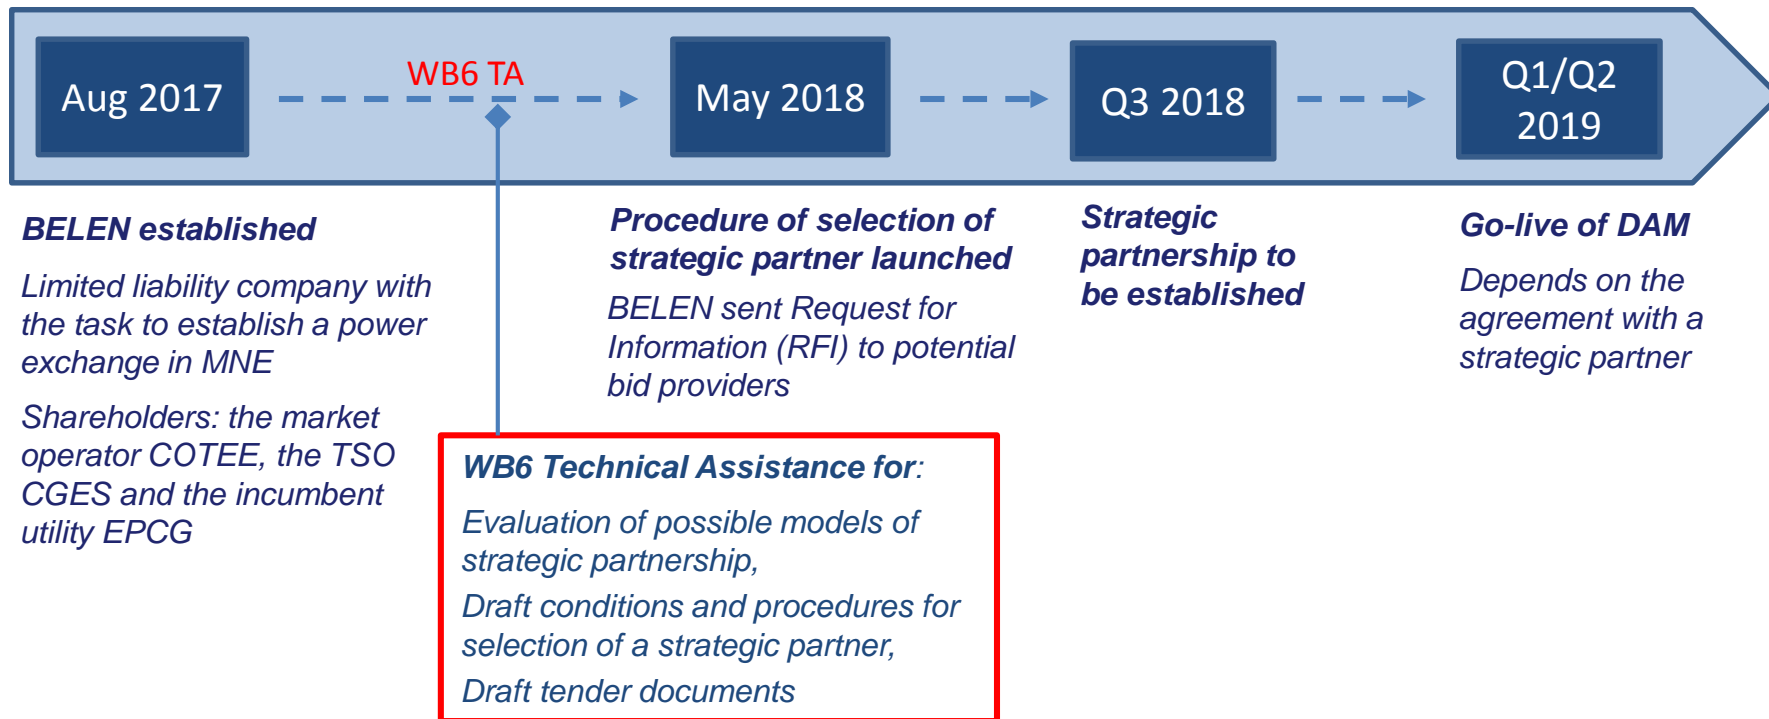 Aug 2017
WB6 TA
May 2018
Q3 2018
Q1/Q2
2019
BELEN established
Limited liability company with
the task to establish a power
exchange in MNE
Shareholders: the market
operator COTEE, the TSO
CGES and the incumbent
utility EPCG
Procedure of selection of
strategic partner launched
BELEN sent Request for
Information (RFI) to potential
bid providers
Strategic
partnership to
be established
Go-live of DAM
Depends on the
agreement with a
strategic partner
WB6 Technical Assistance for:
Evaluation of possible models of
strategic partnership,
Draft conditions and procedures for
selection of a strategic partner,
Draft tender documents